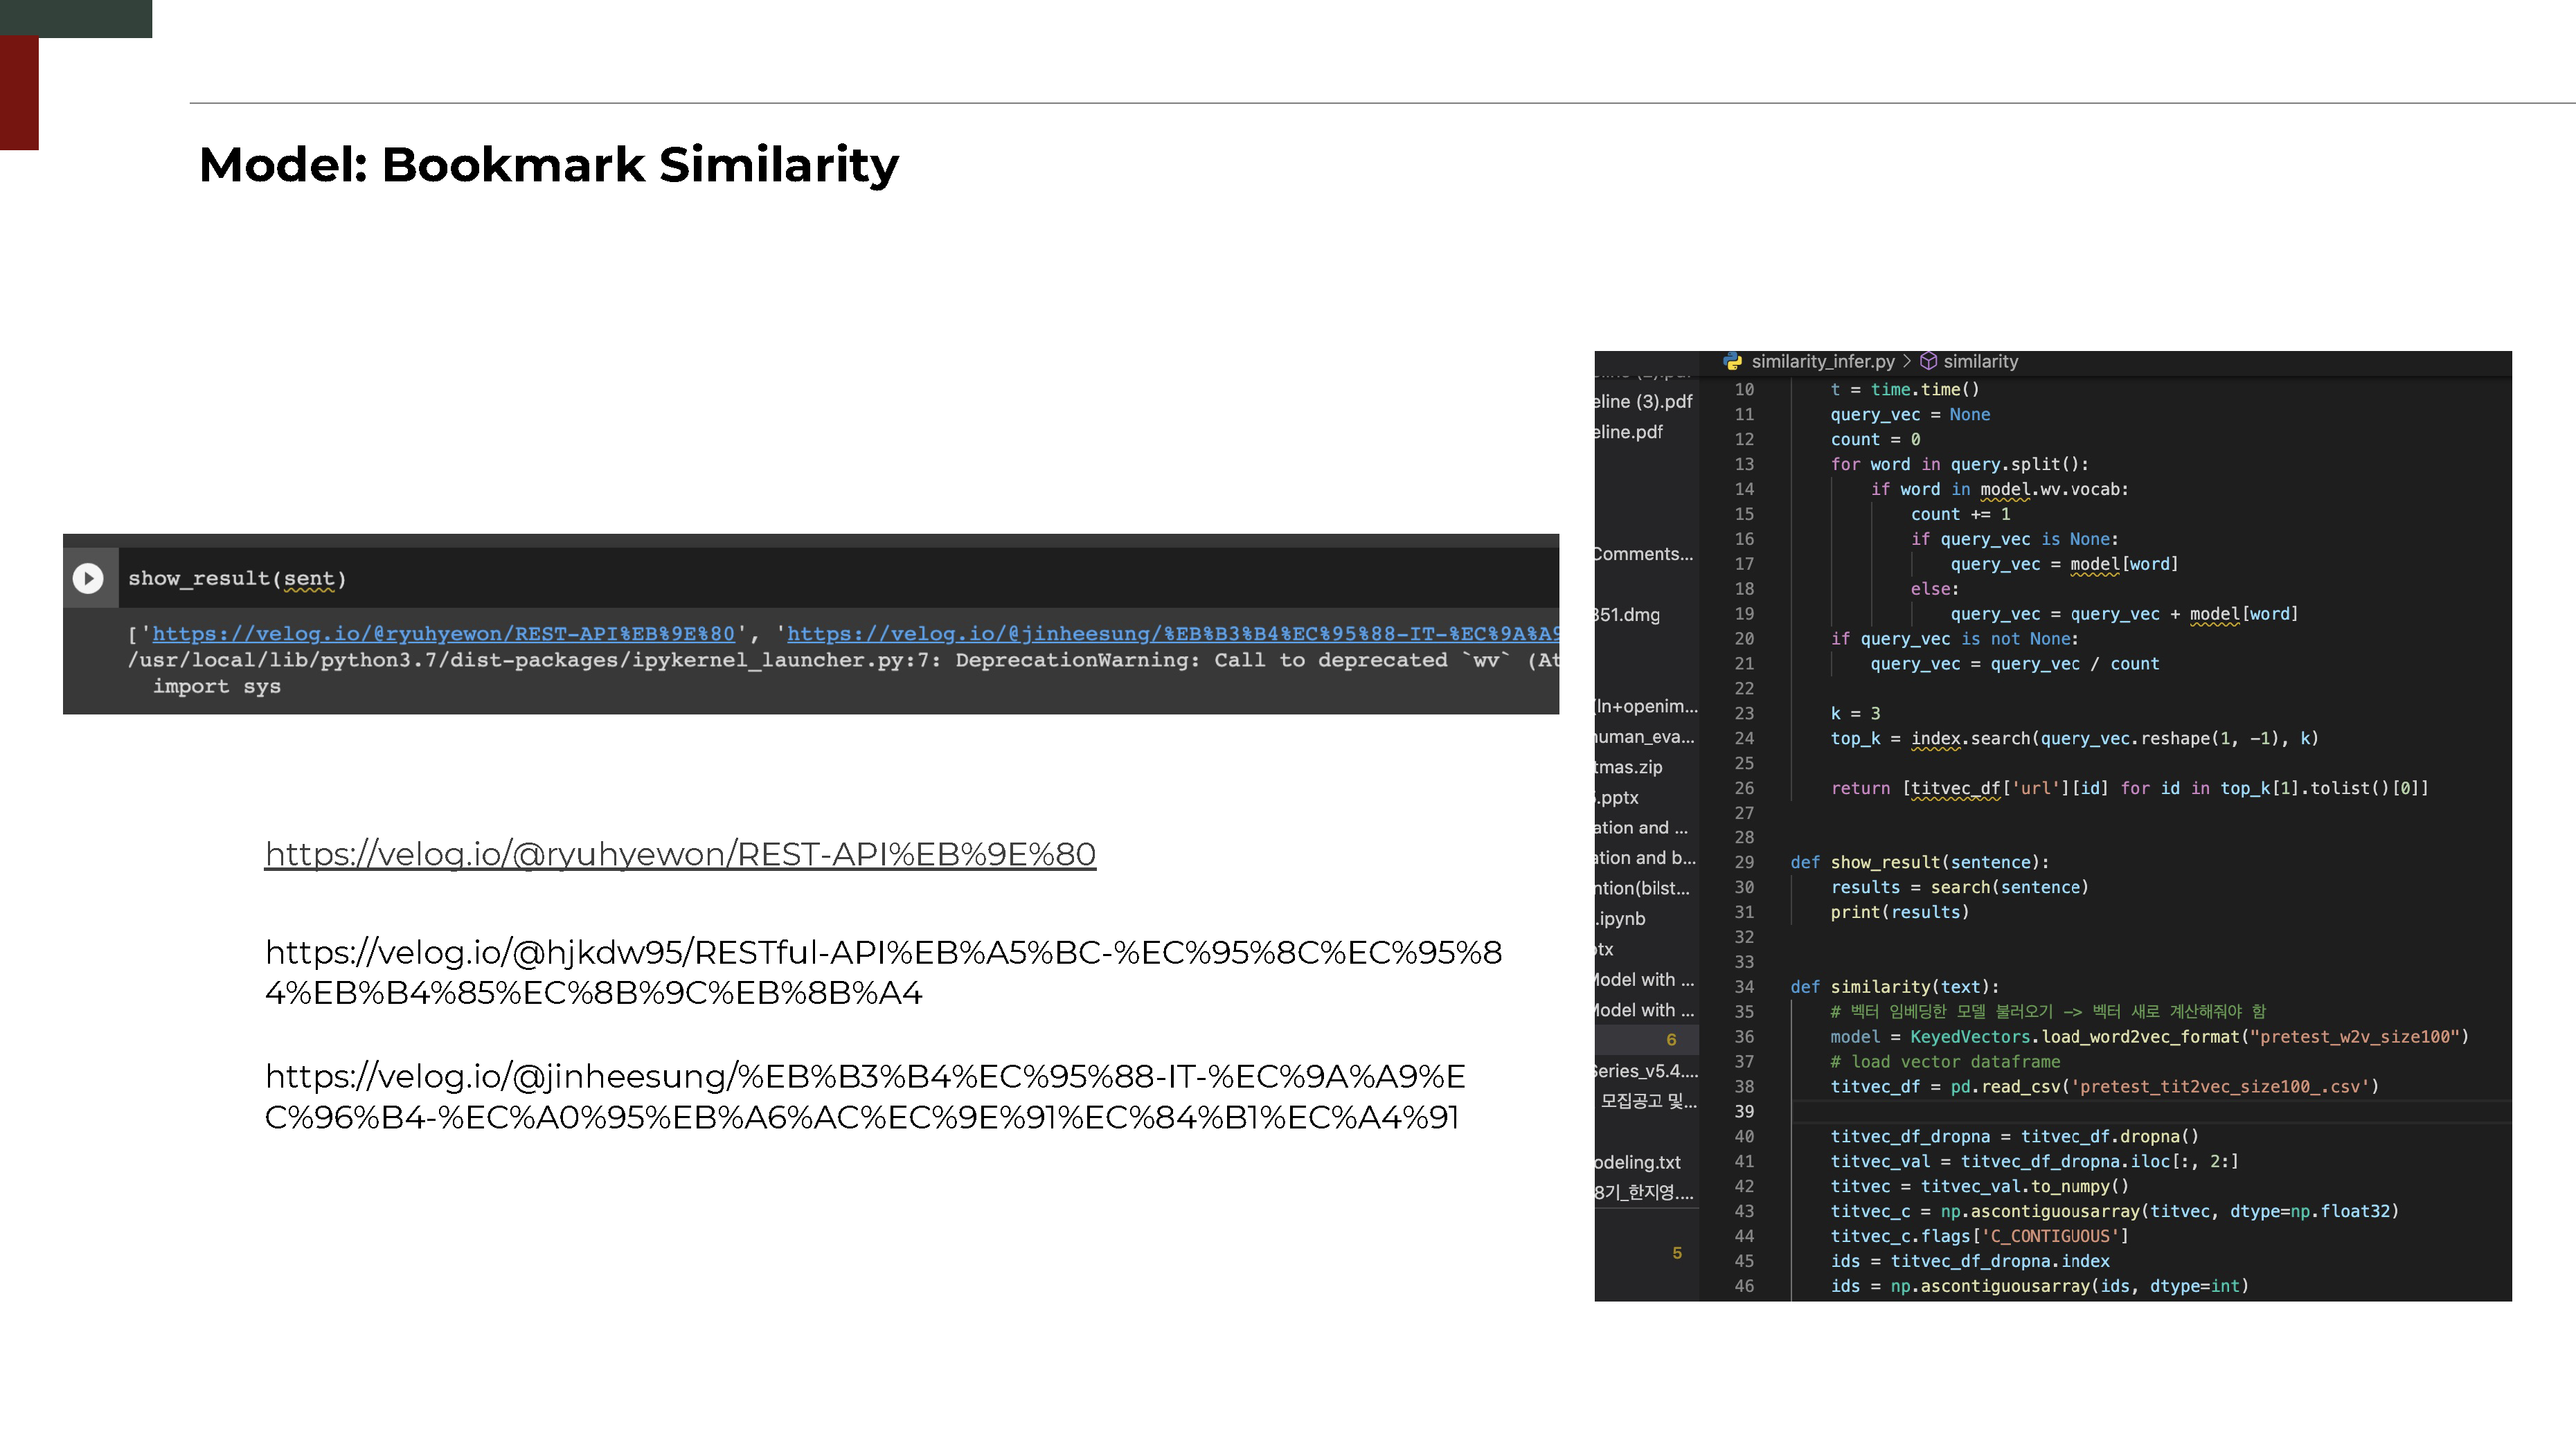 Model: Bookmark Similarity
show_result(sent)
['https://velog.io/@ryuhyewon/REST-API%EB%9E%80', 'https://velog.io/@jinheesung/%EB%B3%B4%EC%95%88-IT-%EC%9A%A9
/usr/local/lib/python3.7/dist-packages/ipykernel_launcher.py:7: DeprecationWarning: Call to deprecated `wv` (At
import sys
https://velog.io/@ryuhyewon/REST-API%EB%9E%80
https://velog.io/@hjkdw95/RESTful-API%EB%A5%BC-%EC%95%8C%EC%95%8
4%EB%B4%85%EC%8B%9C%EB%8B%A4
https://velog.io/@jinheesung/%EB%B3%B4%EC%95%88-IT-%EC%9A%A9%E
C%96%B4-%EC%A0%95%EB%A6%AC%EC%9E%91%EC%84%B1%EC%A4%91
eline (3).pdf
eline.pdf
Comments...
351.dmg
(In+openim...
human_eva...
tmas.zip
.pptx
ation and ...
ation and b...
ntion(bilst...
.ipynb
otx
Model with ...
Model with ...
6
Series_v5.4....
모집공고 및...
odeling.txt
8기_한지영....
5
similarity_infer.py > similarity
10 t = time.time()
11 query_vec = None
12 count = 0
13 for word in query.split():
14 if word in model.wv.vocab:
15 count += 1
16 if query_vec is None:
17 query_vec = model[word]
18 else:
19 query_vec = query_vec + model[word]
20 if query_vec is not None:
21 query_vec = query_vec / count
22
23 k = 3
24 top_k = index.search(query_vec.reshape(1, -1), k)
25
26 return [titvec_df['url'][id] for id in top_k[1].tolist()[0]]
27
28
29 def show_result(sentence):
30 results = search(sentence)
31 print(results)
32
33
34 def similarity(text):
35 # 벡터 임베딩한 모델 불러오기 -> 벡터 새로 계산해줘야 함
36 model = KeyedVectors.load_word2vec_format("pretest_w2v_size100")
37 # load vector dataframe
38 titvec_df = pd.read_csv('pretest_tit2vec_size100_.csv')
39
40 titvec_df_dropna = titvec_df.dropna()
41 titvec_val = titvec_df_dropna.iloc[:, 2:]
42 titvec = titvec_val.to_numpy()
43 titvec_c = np.ascontiguousarray(titvec, dtype=np.float32)
44 titvec_c.flags['C_CONTIGUOUS']
45 ids = titvec_df_dropna.index
46 ids = np.ascontiguousarray(ids, dtype=int)